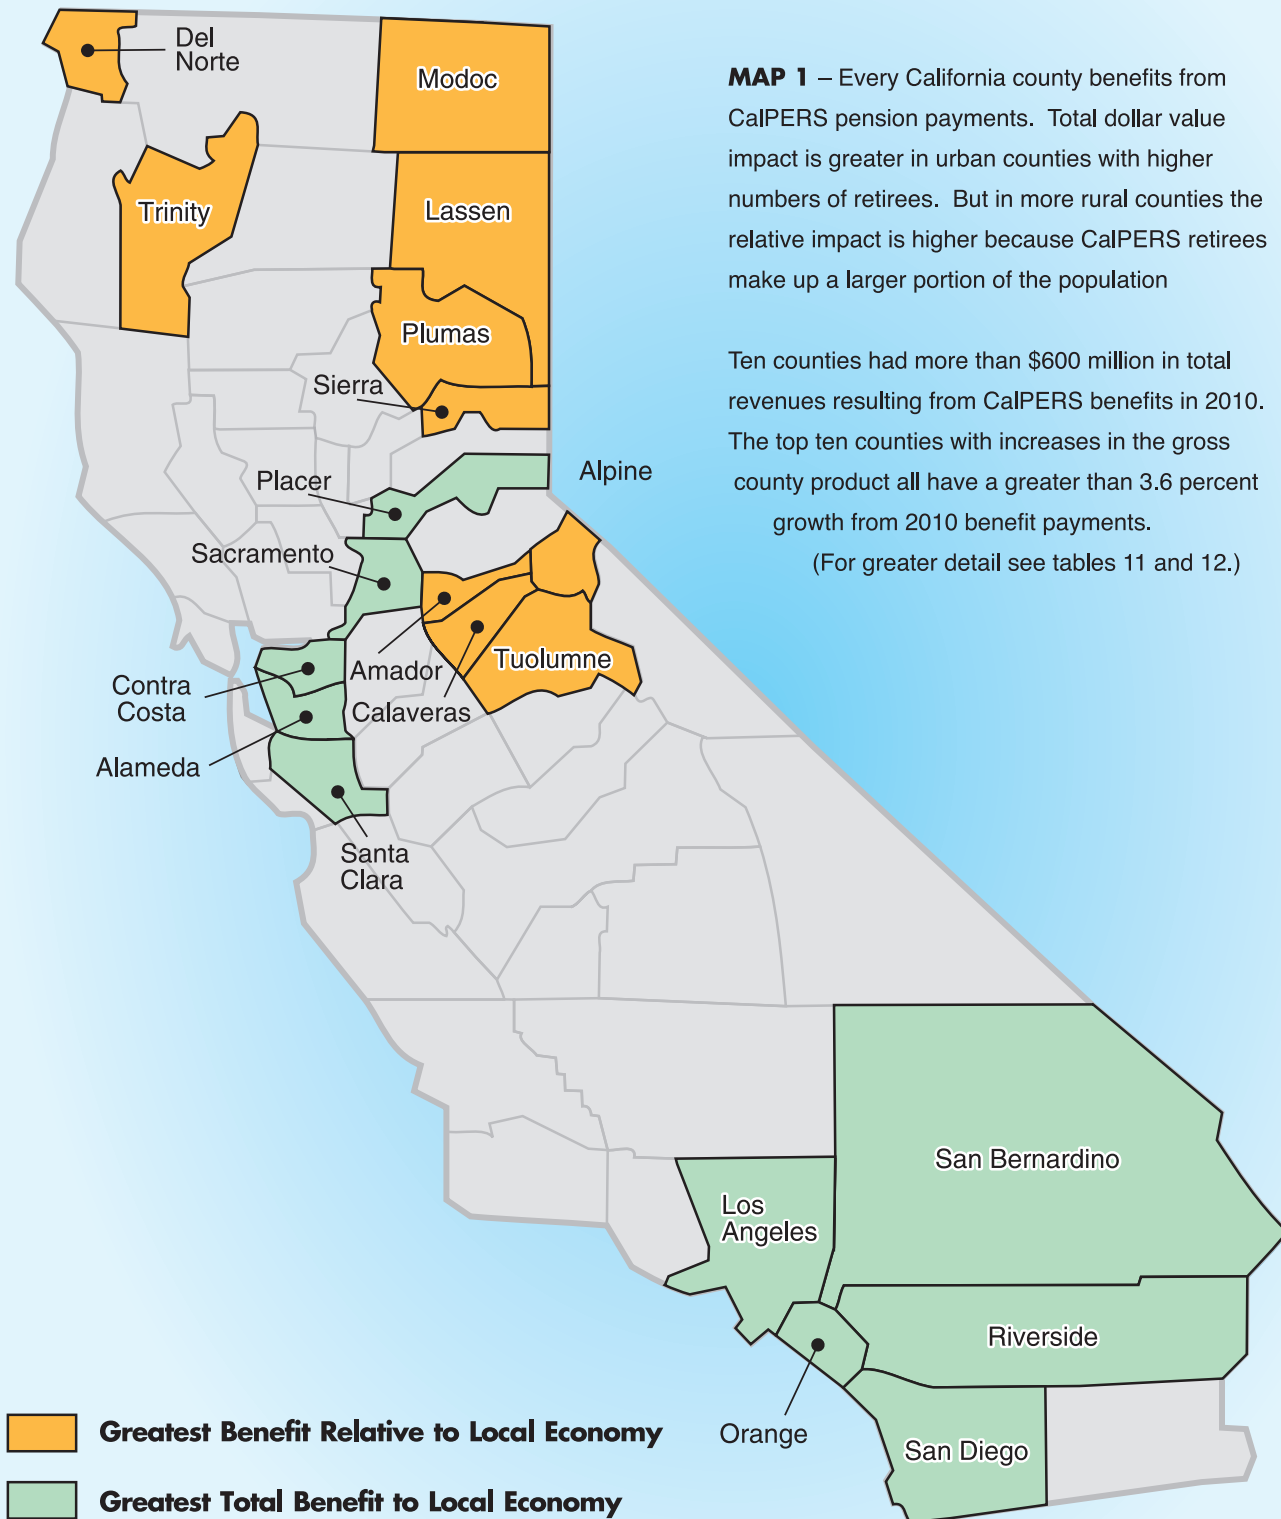 Del
Norte
Modoc
MAP 1 – Every California county benefits from
CalPERS pension payments. Total dollar value
impact is greater in urban counties with higher
numbers of retirees. But in more rural counties the
relative impact is higher because CalPERS retirees
make up a larger portion of the population
Trinity
Lassen
Plumas
Sierra
Ten counties had more than $600 million in total
revenues resulting from CalPERS benefits in 2010.
The top ten counties with increases in the gross
county product all have a greater than 3.6 percent
growth from 2010 benefit payments.
(For greater detail see tables 11 and 12.)
Alpine
Placer
Sacramento
Amador
Tuolumne
Contra
Costa
Calaveras
Alameda
Santa
Clara
San Bernardino
Los
Angeles
Riverside
Orange
San Diego
Greatest Benefit Relative to Local Economy
Greatest Total Benefit to Local Economy